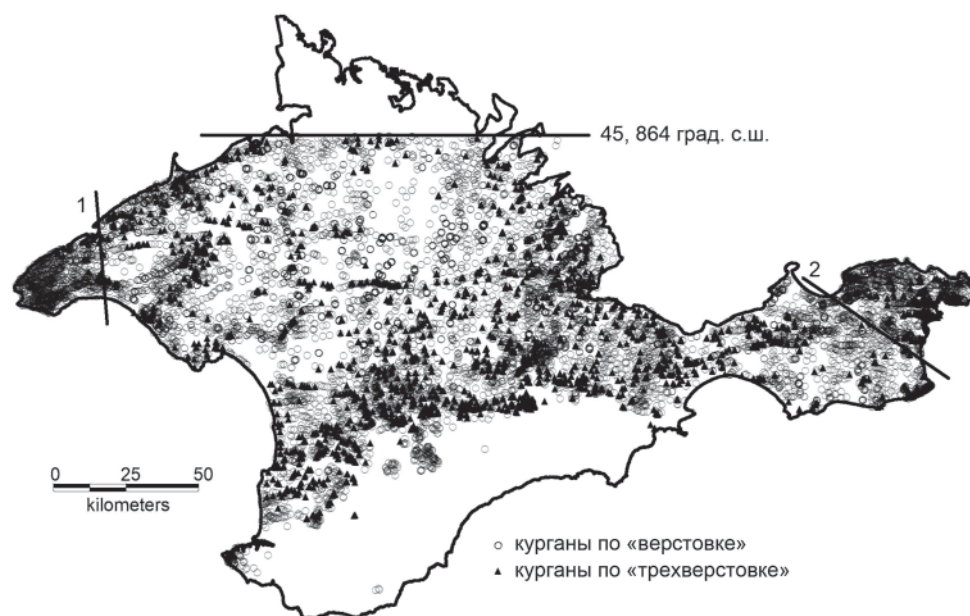 45, 864 град. с.ш.
1
2
0 25 50
kilometers
курганы по «верстовке»
курганы по «трехверстовке»